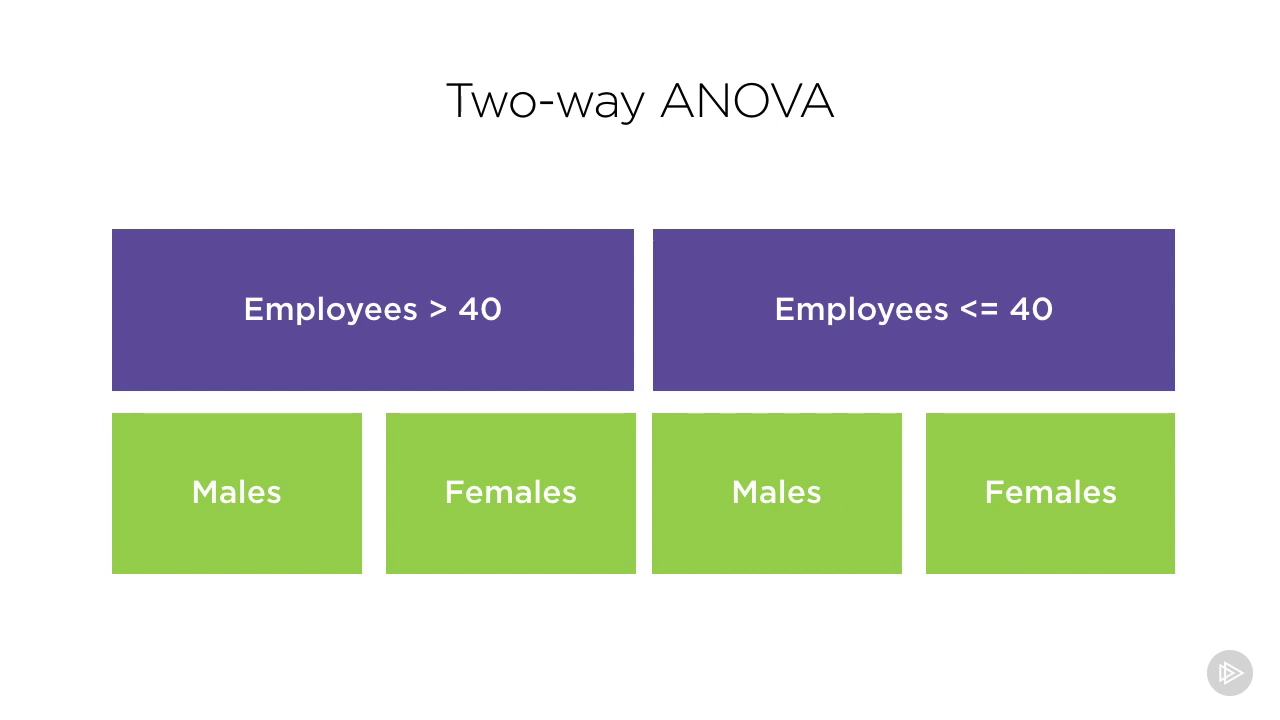 Two-way ANOVA
Employees > 40
Employees <= 40
Males
Females
Males
Females